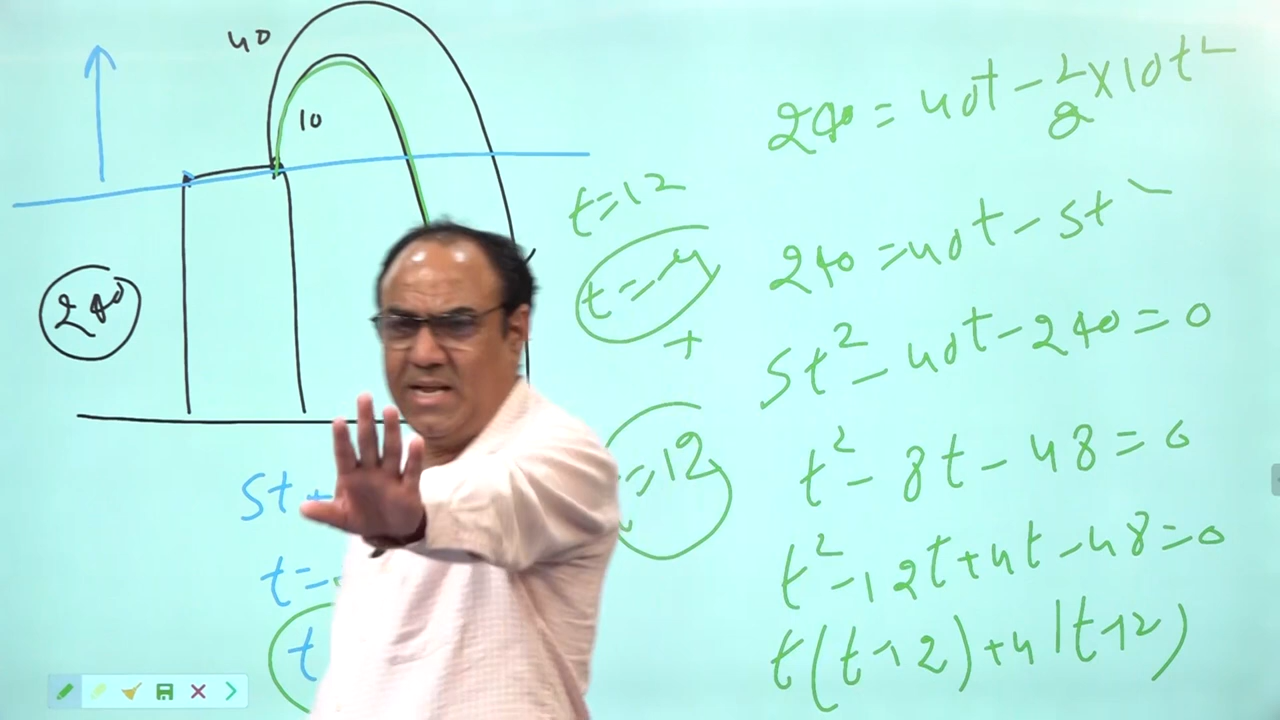 40
10
240
t=12
t=-4
+
=12
5t+
t=-
t
240 = 40t - 1/2 × 10t²
240 = 40t - 5t²
5t² - 40t - 240 = 0
t² - 8t - 48 = 0
t² - 12t + 4t - 48 = 0
t(t-12)+4(t-12)